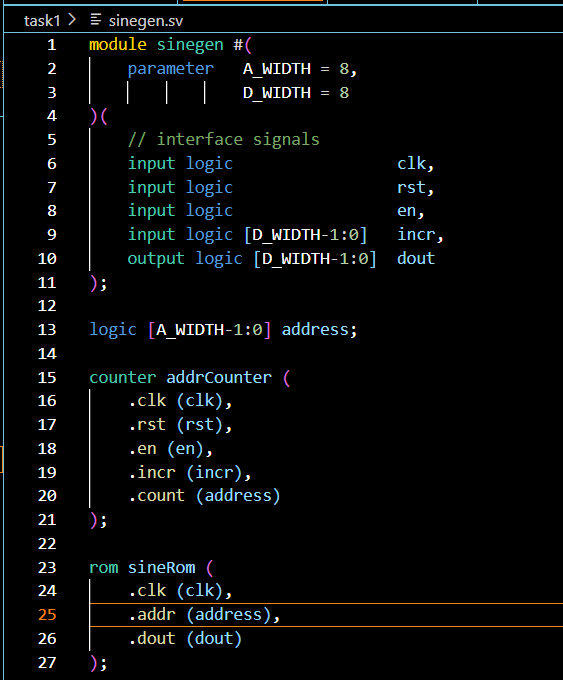 task1 > sinegen.sv
1 module sinegen #(
2 parameter A_WIDTH = 8,
3 D_WIDTH = 8
4 )(
5 // interface signals
6 input logic clk,
7 input logic rst,
8 input logic en,
9 input logic [D_WIDTH-1:0] incr,
10 output logic [D_WIDTH-1:0] dout
11 );
12
13 logic [A_WIDTH-1:0] address;
14
15 counter addrCounter (
16 .clk (clk),
17 .rst (rst),
18 .en (en),
19 .incr (incr),
20 .count (address)
21 );
22
23 rom sineRom (
24 .clk (clk),
25 .addr (address),
26 .dout (dout)
27 );